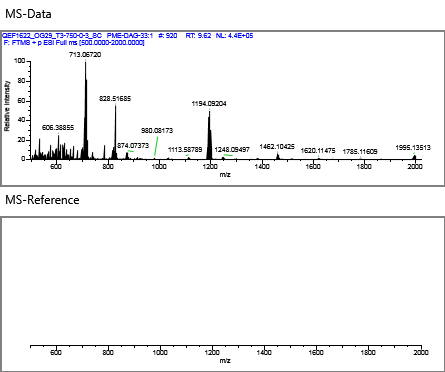 MS-Data
QEF1622_OG29_T3-750-0-3_8C PME-DAG-33:1 #: 920 RT: 9.62 NL: 4.4E+05
F: FTMS + p ESI Full ms [500.0000-2000.0000]
713.06720
100
1194.09204
80
828.51685
60
606.38855
980.08173
40
874.07373
1462.10425
1995.13513
1113.58789
1248.09497
1620.11475
1785.11609
20
0
Relative Intensity
600 800 1000 1200 1400 1600 1800 2000
m/z
MS-Reference
600 800 1000 1200 1400 1600 1800 2000
m/z